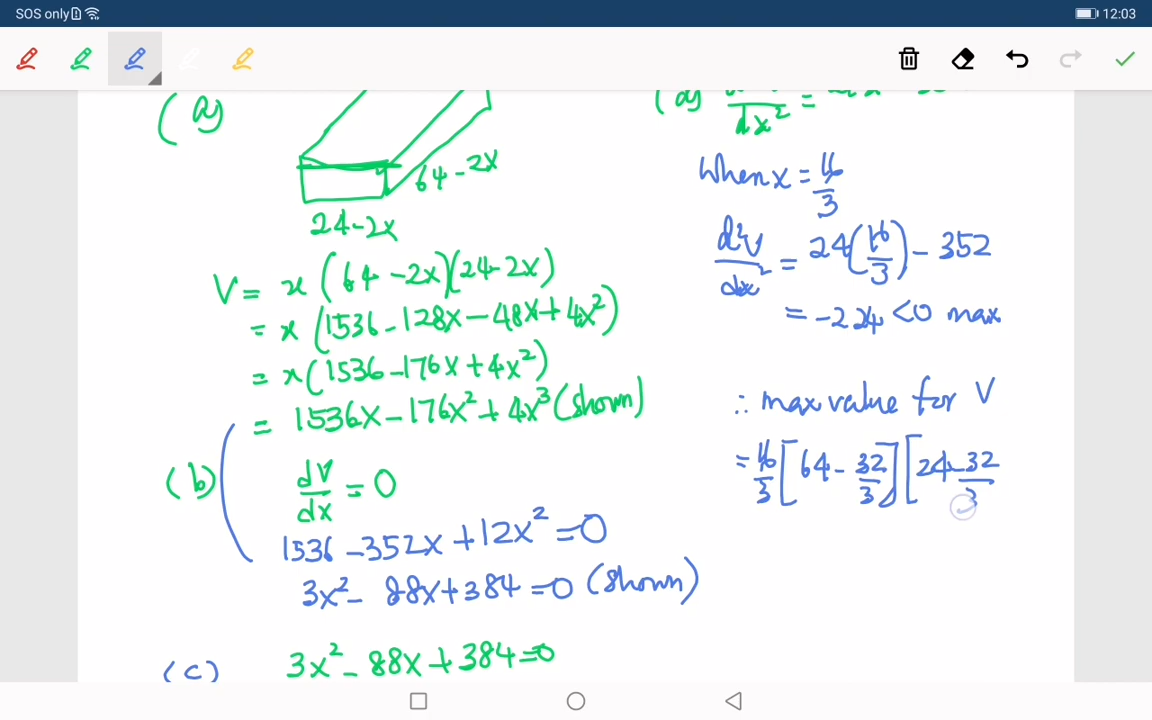 SOS only 12:03
(a)
64-2x
24-2x
V = x (64-2x)(24-2x)
= x (1536-128x-48x+4x²)
= x(1536-176x+4x²)
= 1536x-176x²+4x³ (shown)
(b) dV/dx = 0
1536-352x+12x²=0
3x²-88x+384=0 (shown)
(c) 3x²-88x+384=0
When x = 16/3
d²V/dx² = 24(16/3) - 352
= -224 <0 max
∴ max value for V
= 16/3 [64 - 32/3] [24-32/3